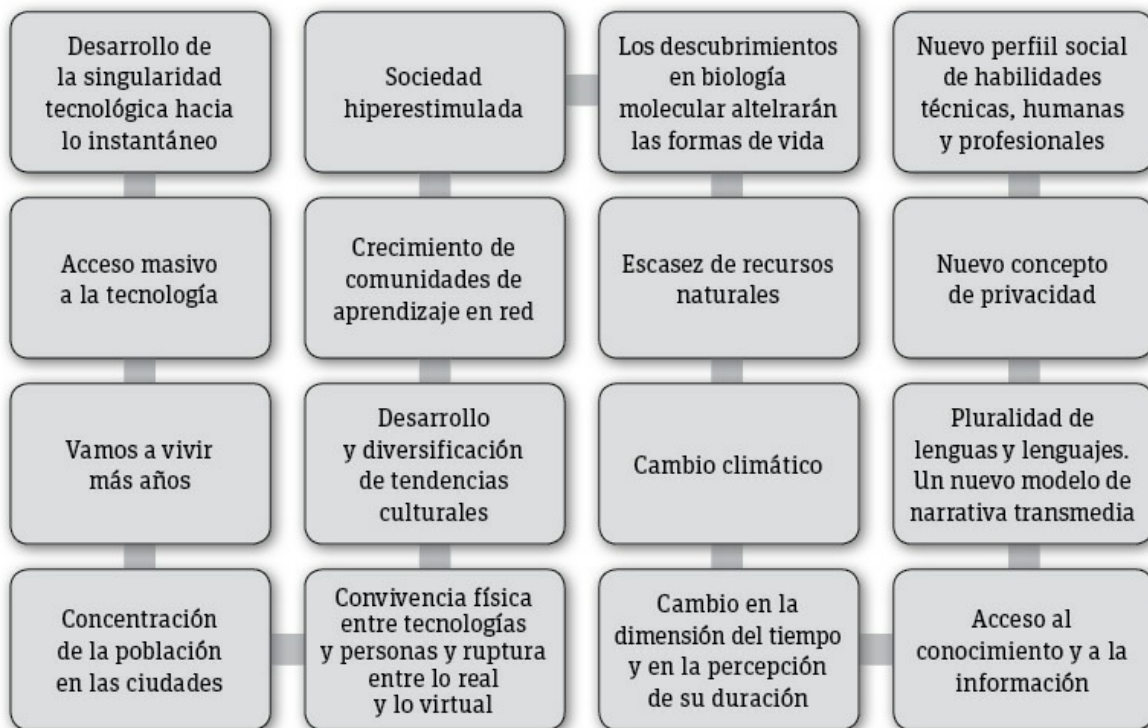 Desarrollo de
la singularidad
tecnológica hacia
lo instantáneo
Acceso masivo
a la tecnología
Vamos a vivir
más años
Concentración
de la población
en las ciudades
Convivencia física
entre tecnologías
y personas y ruptura
entre lo real
y lo virtual
Desarrollo
y diversificación
de tendencias
culturales
Crecimiento de
comunidades de
aprendizaje en red
Sociedad
hiperestimulada
Los descubrimientos
en biología
molecular altelrarán
las formas de vida
Escasez de recursos
naturales
Cambio climático
Cambio en la
dimensión del tiempo
y en la percepción
de su duración
Acceso al
conocimiento y a la
información
Pluralidad de
lenguas y lenguajes.
Un nuevo modelo de
narrativa transmedia
Nuevo concepto
de privacidad
Nuevo perfiil social
de habilidades
técnicas, humanas
y profesionales